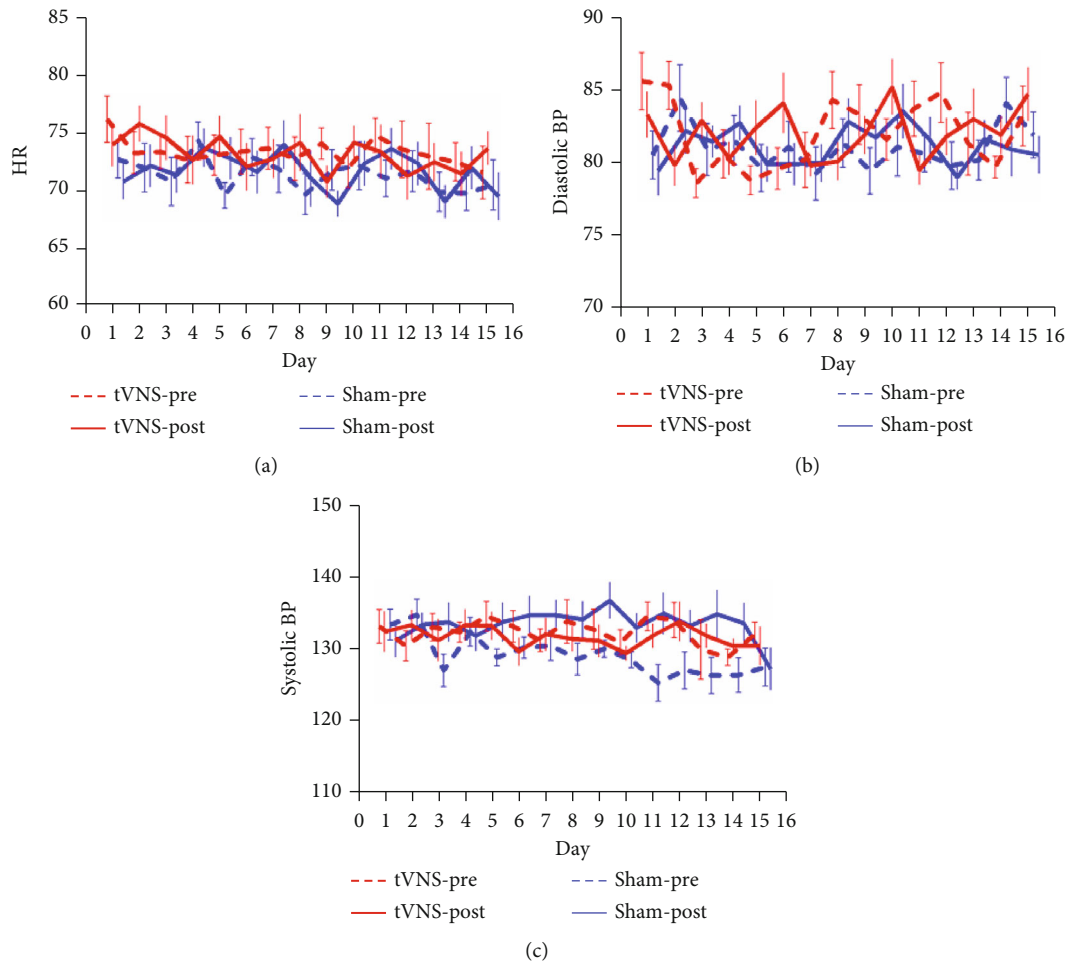 85
80
75
70
65
60
HR
0 1 2 3 4 5 6 7 8 9 10 11 12 13 14 15 16
Day
tVNS-pre Sham-pre
tVNS-post Sham-post
(a)
90
85
80
75
70
Diastolic BP
0 1 2 3 4 5 6 7 8 9 10 11 12 13 14 15 16
Day
tVNS-pre Sham-pre
tVNS-post Sham-post
(b)
150
140
130
120
110
Systolic BP
0 1 2 3 4 5 6 7 8 9 10 11 12 13 14 15 16
Day
tVNS-pre Sham-pre
tVNS-post Sham-post
(c)